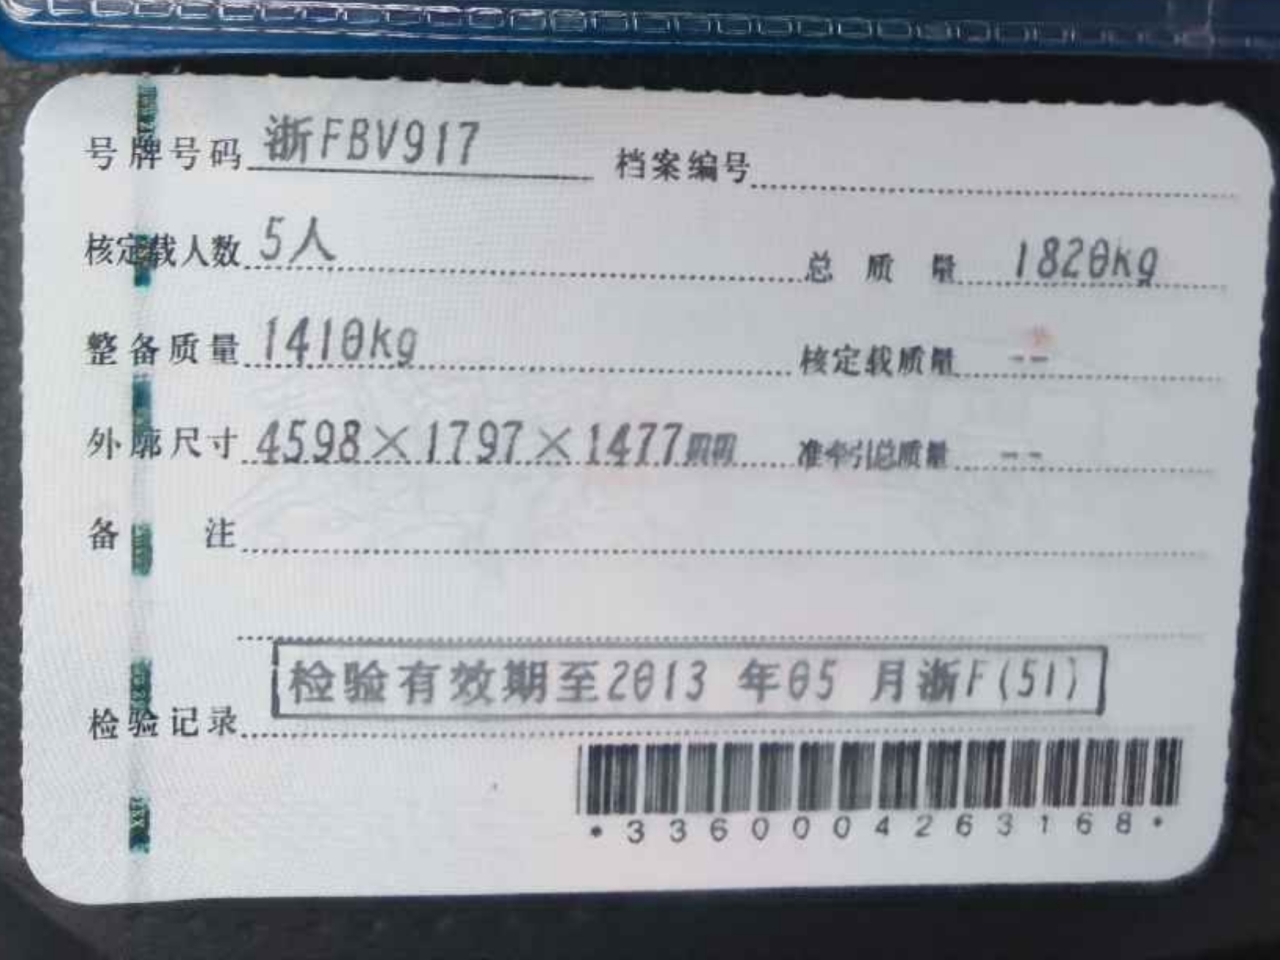 号牌号码 浙FBV917 档案编号
核定载人数 5人 总质量 1820kg
整备质量 1410kg 核定载质量 --
外廓尺寸 4598×1797×1477mm 准牵引总质量 --
备注
检验有效期至2013 年05 月浙F(51)
检验记录
*3360004263168*